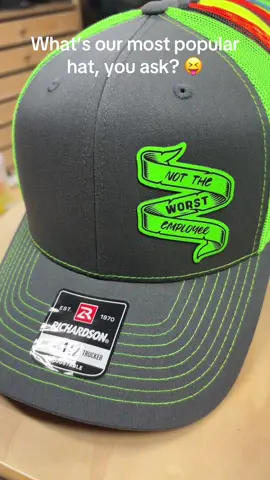 What's our most popular
hat, you ask? 😝
NOT THE
WORST
EMPLOYEE
EST.
1970
R
RICHARDSON
TRUCKER